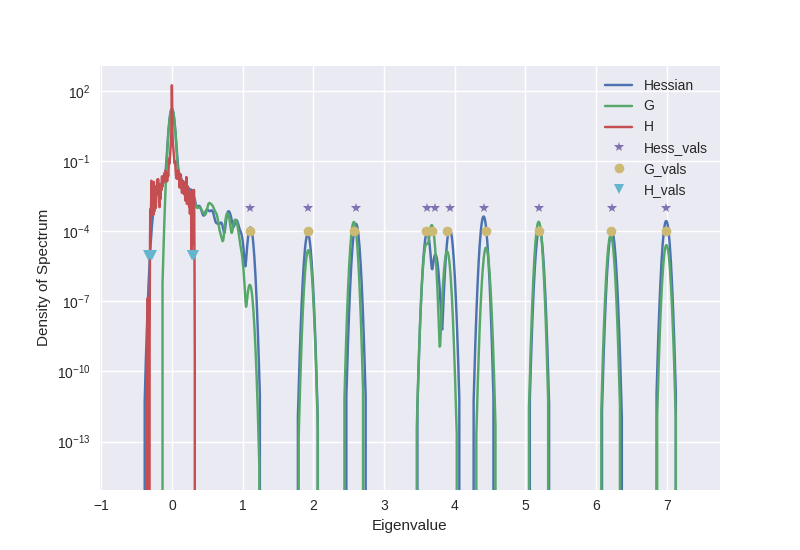 Hessian
G
H
Hess_vals
G_vals
H_vals
10^2
10^−1
10^−4
10^−7
10^−10
10^−13
Density of Spectrum
−1 0 1 2 3 4 5 6 7
Eigenvalue